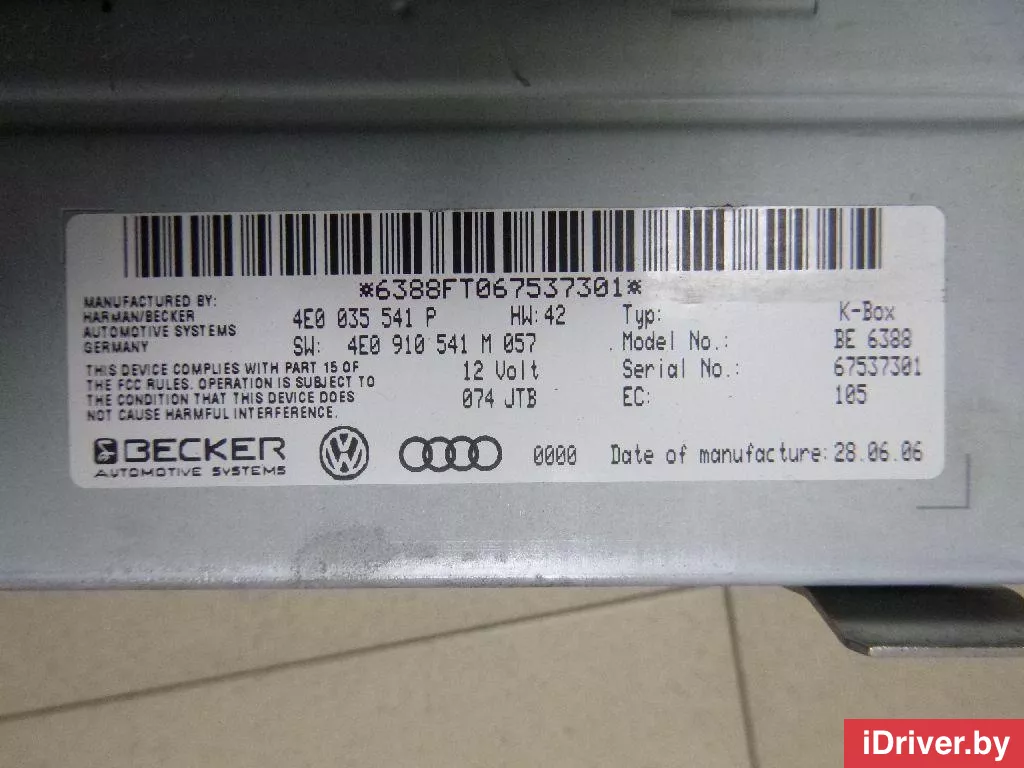 *6388FT067537301*
MANUFACTURED BY:
HARMAN/BECKER
AUTOMOTIVE SYSTEMS
GERMANY
4E0 035 541 P HW:42
SW: 4E0 910 541 M 057
12 Volt
074 JTB
THIS DEVICE COMPLIES WITH PART 15 OF
THE FCC RULES. OPERATION IS SUBJECT TO
THE CONDITION THAT THIS DEVICE DOES
NOT CAUSE HARMFUL INTERFERENCE.
Typ: K-Box
Model No.: BE 6388
Serial No.: 67537301
EC: 105
BECKER
AUTOMOTIVE SYSTEMS
0000 Date of manufacture: 28.06.06
iDriver.by